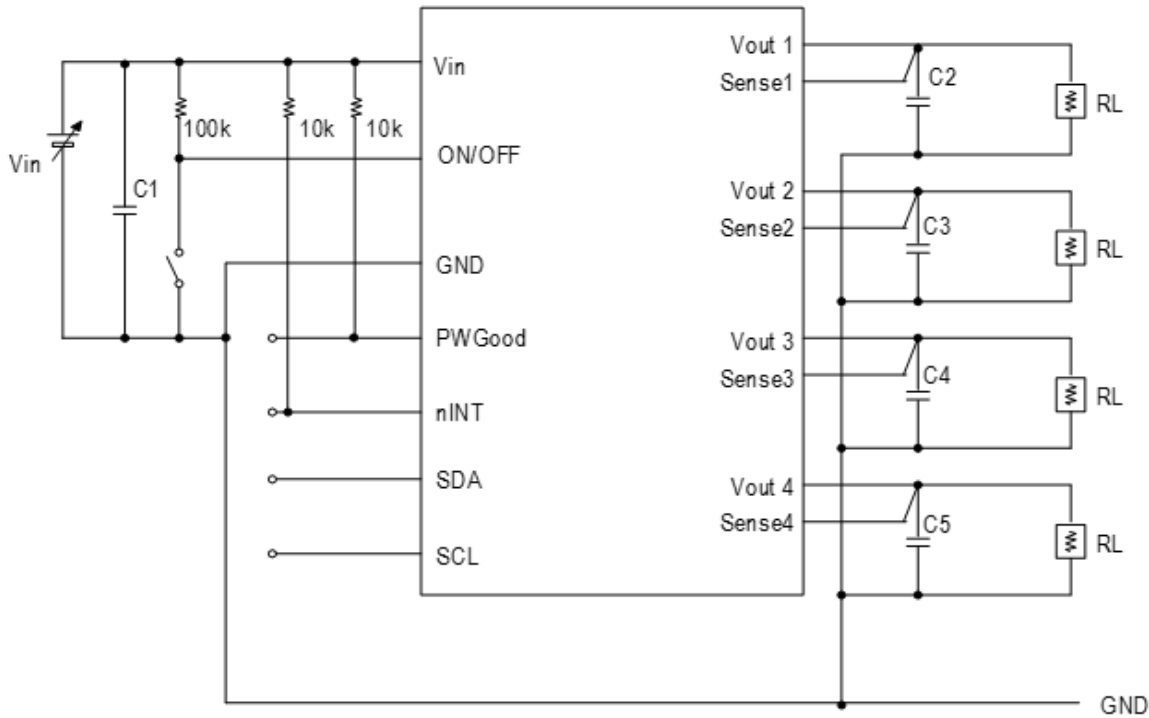 Vin
C1
100k
10k
10k
Vin
ON/OFF
GND
PWGood
nINT
SDA
SCL
Vout 1
Sense1
C2
RL
Vout 2
Sense2
C3
RL
Vout 3
Sense3
C4
RL
Vout 4
Sense4
C5
RL
GND